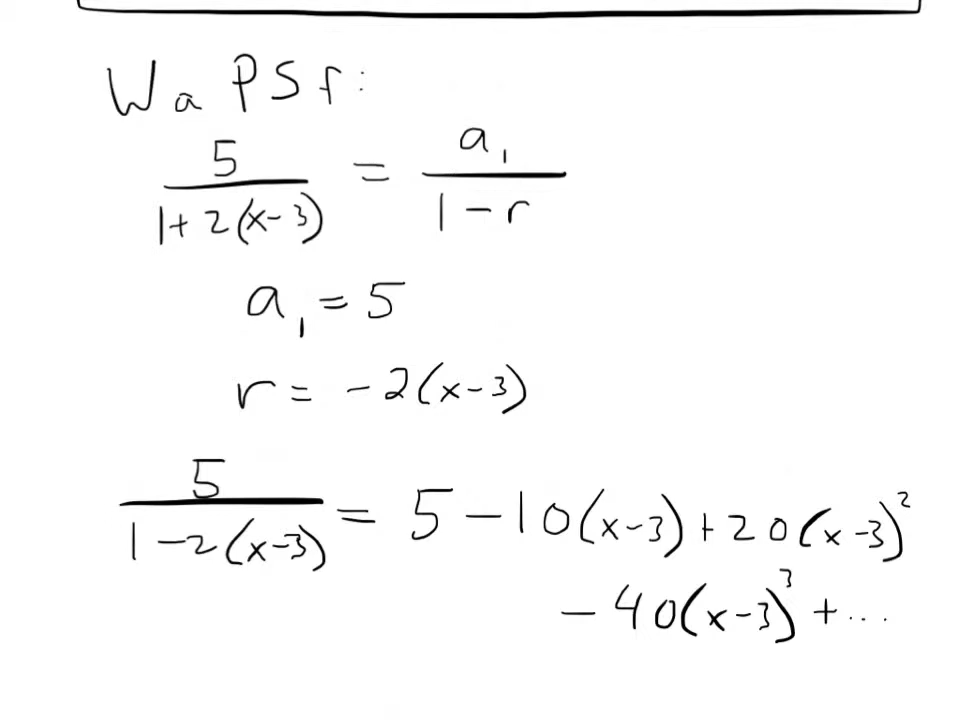 W a PSf:
5/(1+2(x-3)) = a₁/(1-r)
a₁ = 5
r = -2(x-3)
5/(1-2(x-3)) = 5 - 10(x-3) + 20(x-3)²
- 40(x-3)³ + ...